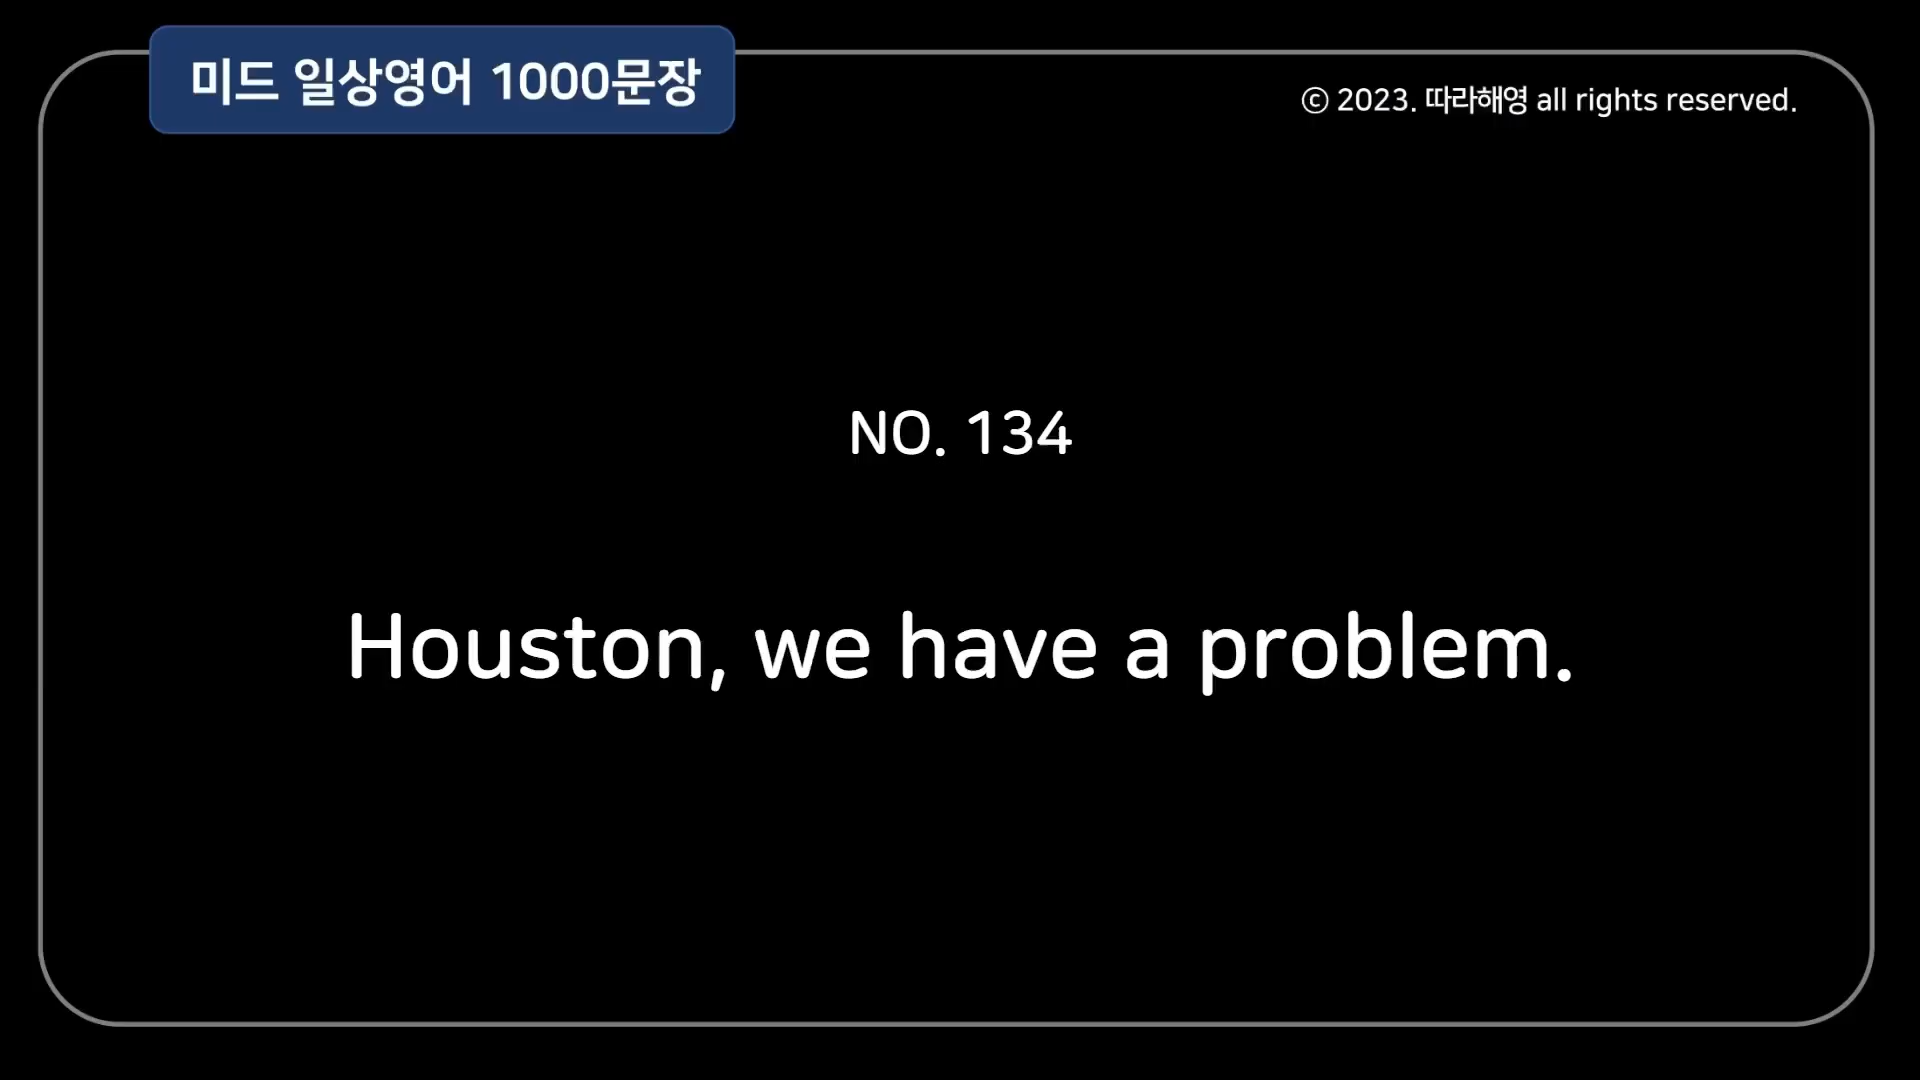 미드 일상영어 1000문장
ⓒ 2023. 따라해영 all rights reserved.
NO. 134
Houston, we have a problem.